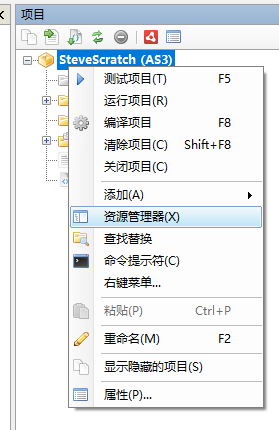 项目
SteveScratch (AS3)
测试项目(T) F5
运行项目(R)
编译项目 F8
清除项目(C) Shift+F8
关闭项目(C)
添加(A)
资源管理器(X)
查找替换
命令提示符(C)
右键菜单...
粘贴(P) Ctrl+P
重命名(M) F2
显示隐藏的项目(S)
属性(P)...